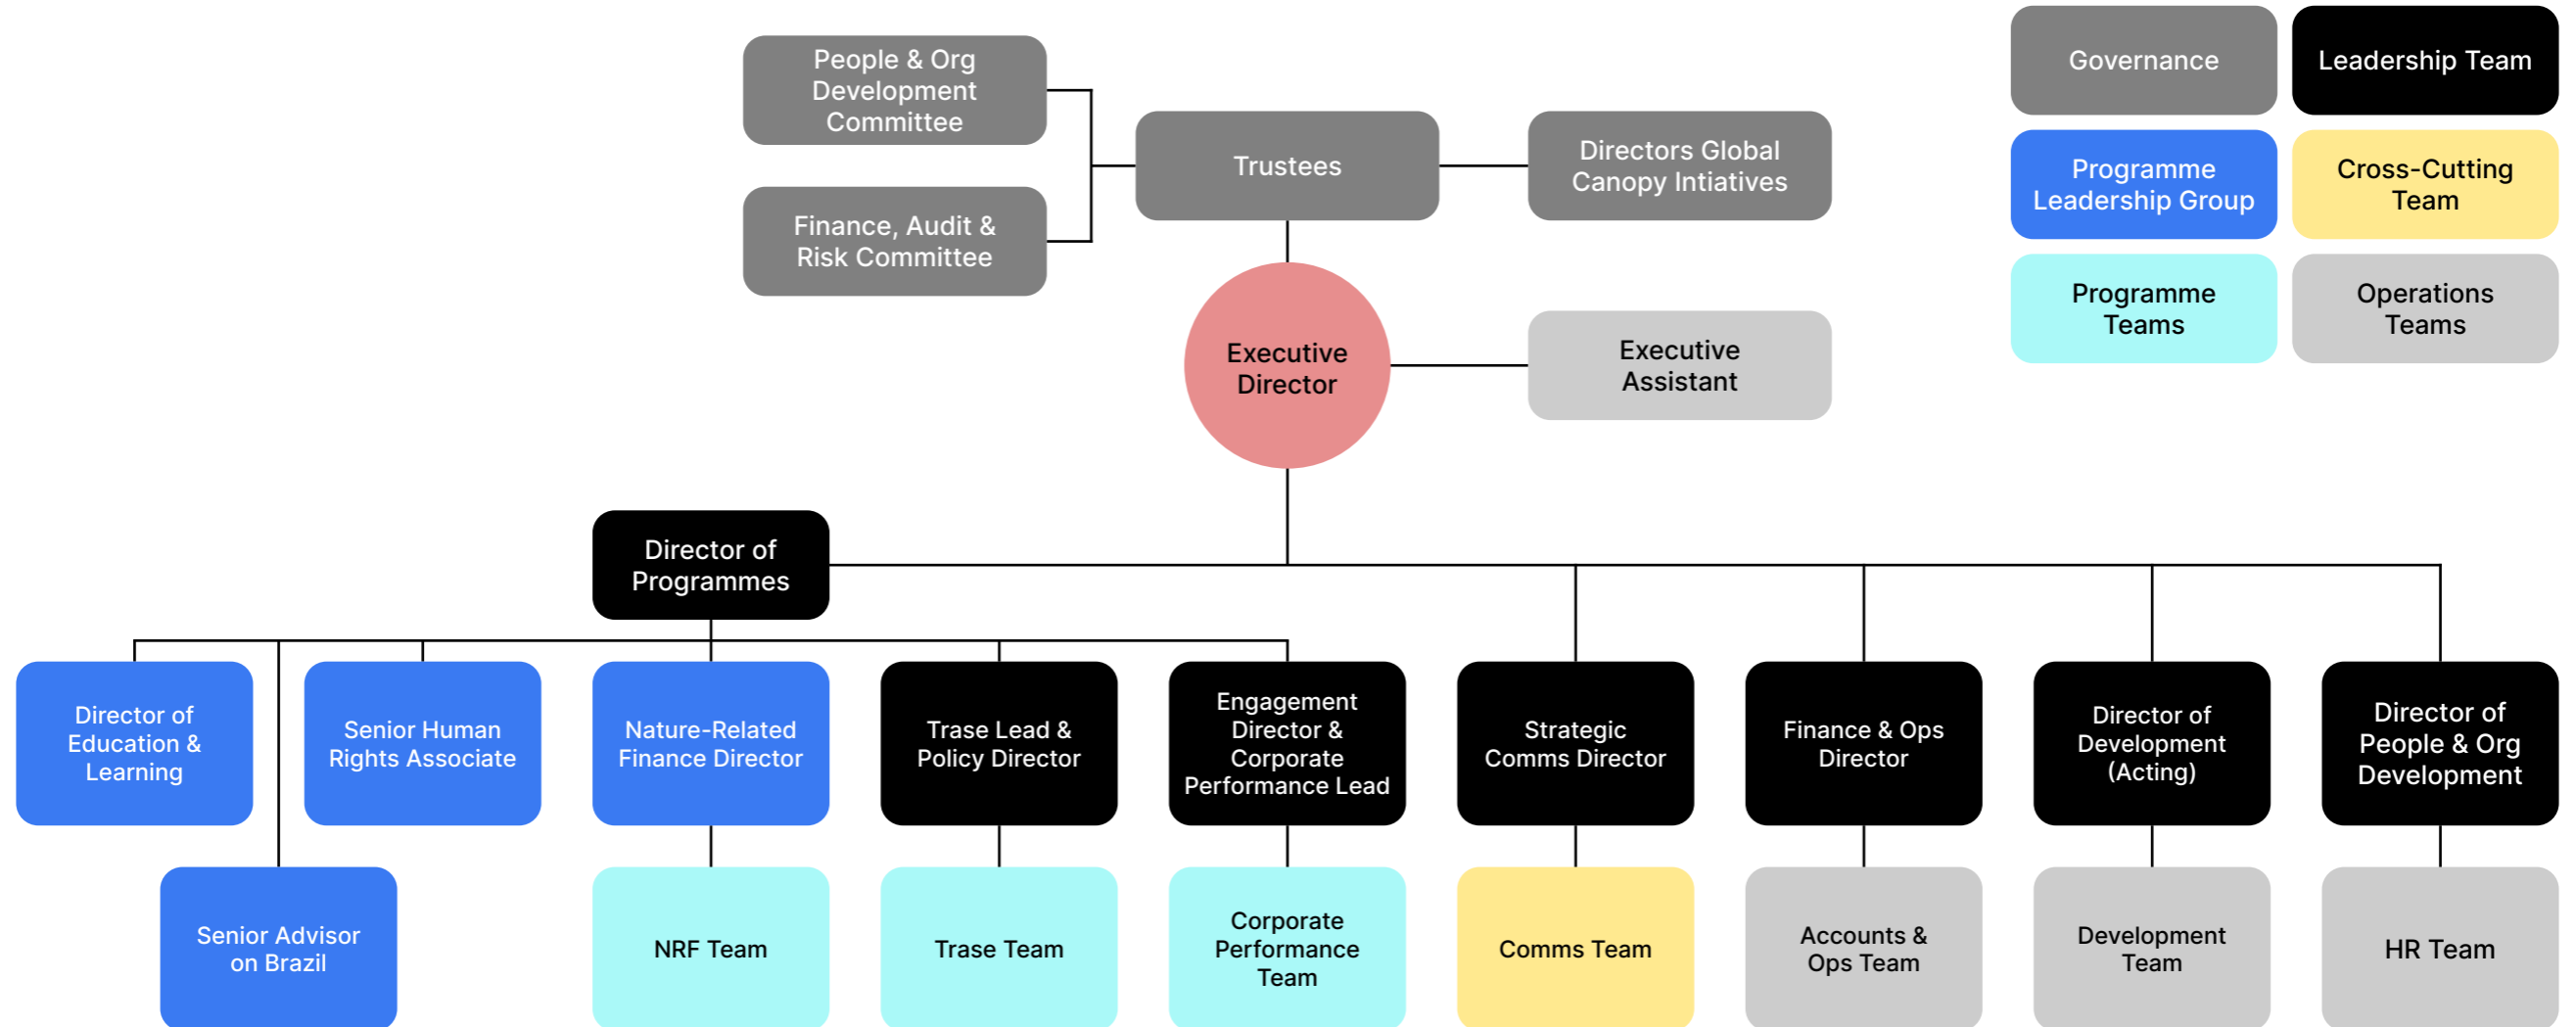 People & Org
Development
Committee
Finance, Audit &
Risk Committee
Trustees
Directors Global
Canopy Intiatives
Governance
Leadership Team
Programme
Leadership Group
Cross-Cutting
Team
Programme
Teams
Operations
Teams
Executive
Director
Executive
Assistant
Director of
Programmes
Director of
Education &
Learning
Senior Human
Rights Associate
Nature-Related
Finance Director
Trase Lead &
Policy Director
Engagement
Director &
Corporate
Performance Lead
Strategic
Comms Director
Finance & Ops
Director
Director of
Development
(Acting)
Director of
People & Org
Development
Senior Advisor
on Brazil
NRF Team
Trase Team
Corporate
Performance
Team
Comms Team
Accounts &
Ops Team
Development
Team
HR Team